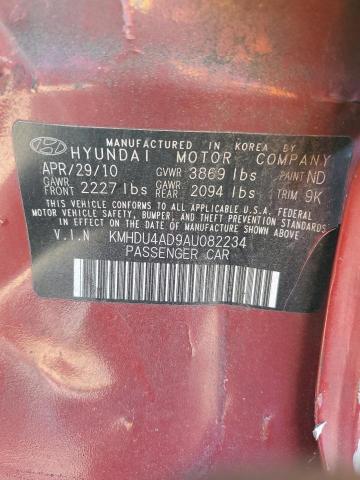 MANUFACTURED IN KOREA BY
HYUNDAI MOTOR COMPANY
APR/29/10 GVWR 3869 lbs PAINT ND
GAWR FRONT 2227 lbs GAWR REAR 2094 lbs TRIM 9K
THIS VEHICLE CONFORMS TO ALL APPLICABLE U.S.A. FEDERAL
MOTOR VEHICLE SAFETY, BUMPER, AND THEFT PREVENTION
STANDARDS IN EFFECT ON THE DATE OF MANUFACTURE
SHOWN ABOVE.
V.I.N KMHDU4AD9AU082234
PASSENGER CAR